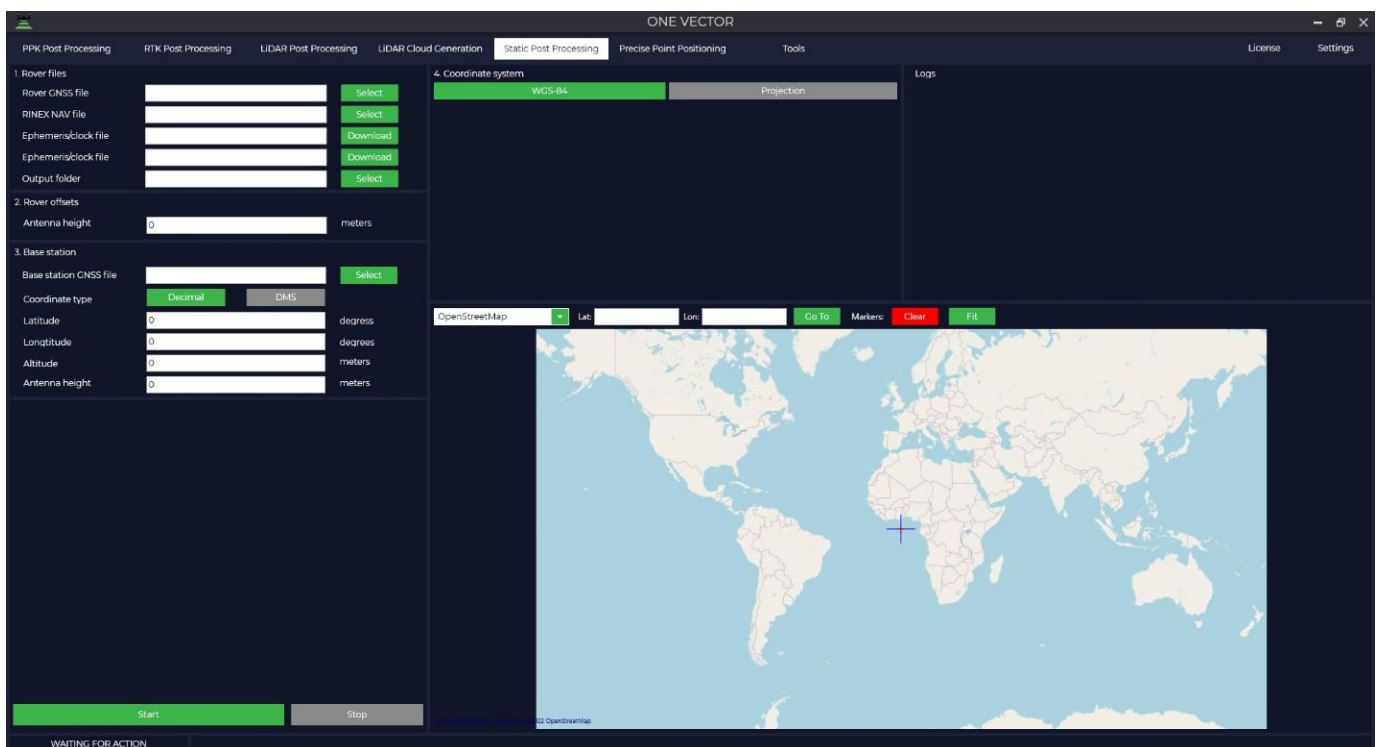 ONE VECTOR
PPK Post Processing RTK Post Processing LiDAR Post Processing LiDAR Cloud Generation Static Post Processing Precise Point Positioning Tools License Settings
1. Rover files
Rover GNSS file Select
RINEX NAV file Select
Ephemeris/clock file Download
Ephemeris/clock file Download
Output folder Select
2. Rover offsets
Antenna height 0 meters
3. Base station
Base station GNSS file Select
Coordinate type Decimal DMS
Latitude 0 degress
Longtitude 0 degrees
Altitude 0 meters
Antenna height 0 meters
Start Stop
WAITING FOR ACTION
4. Coordinate system
WGS-84 Projection
Logs
OpenStreetMap Lat: Lon: Go To Markers: Clear Fit
OpenStreetMap